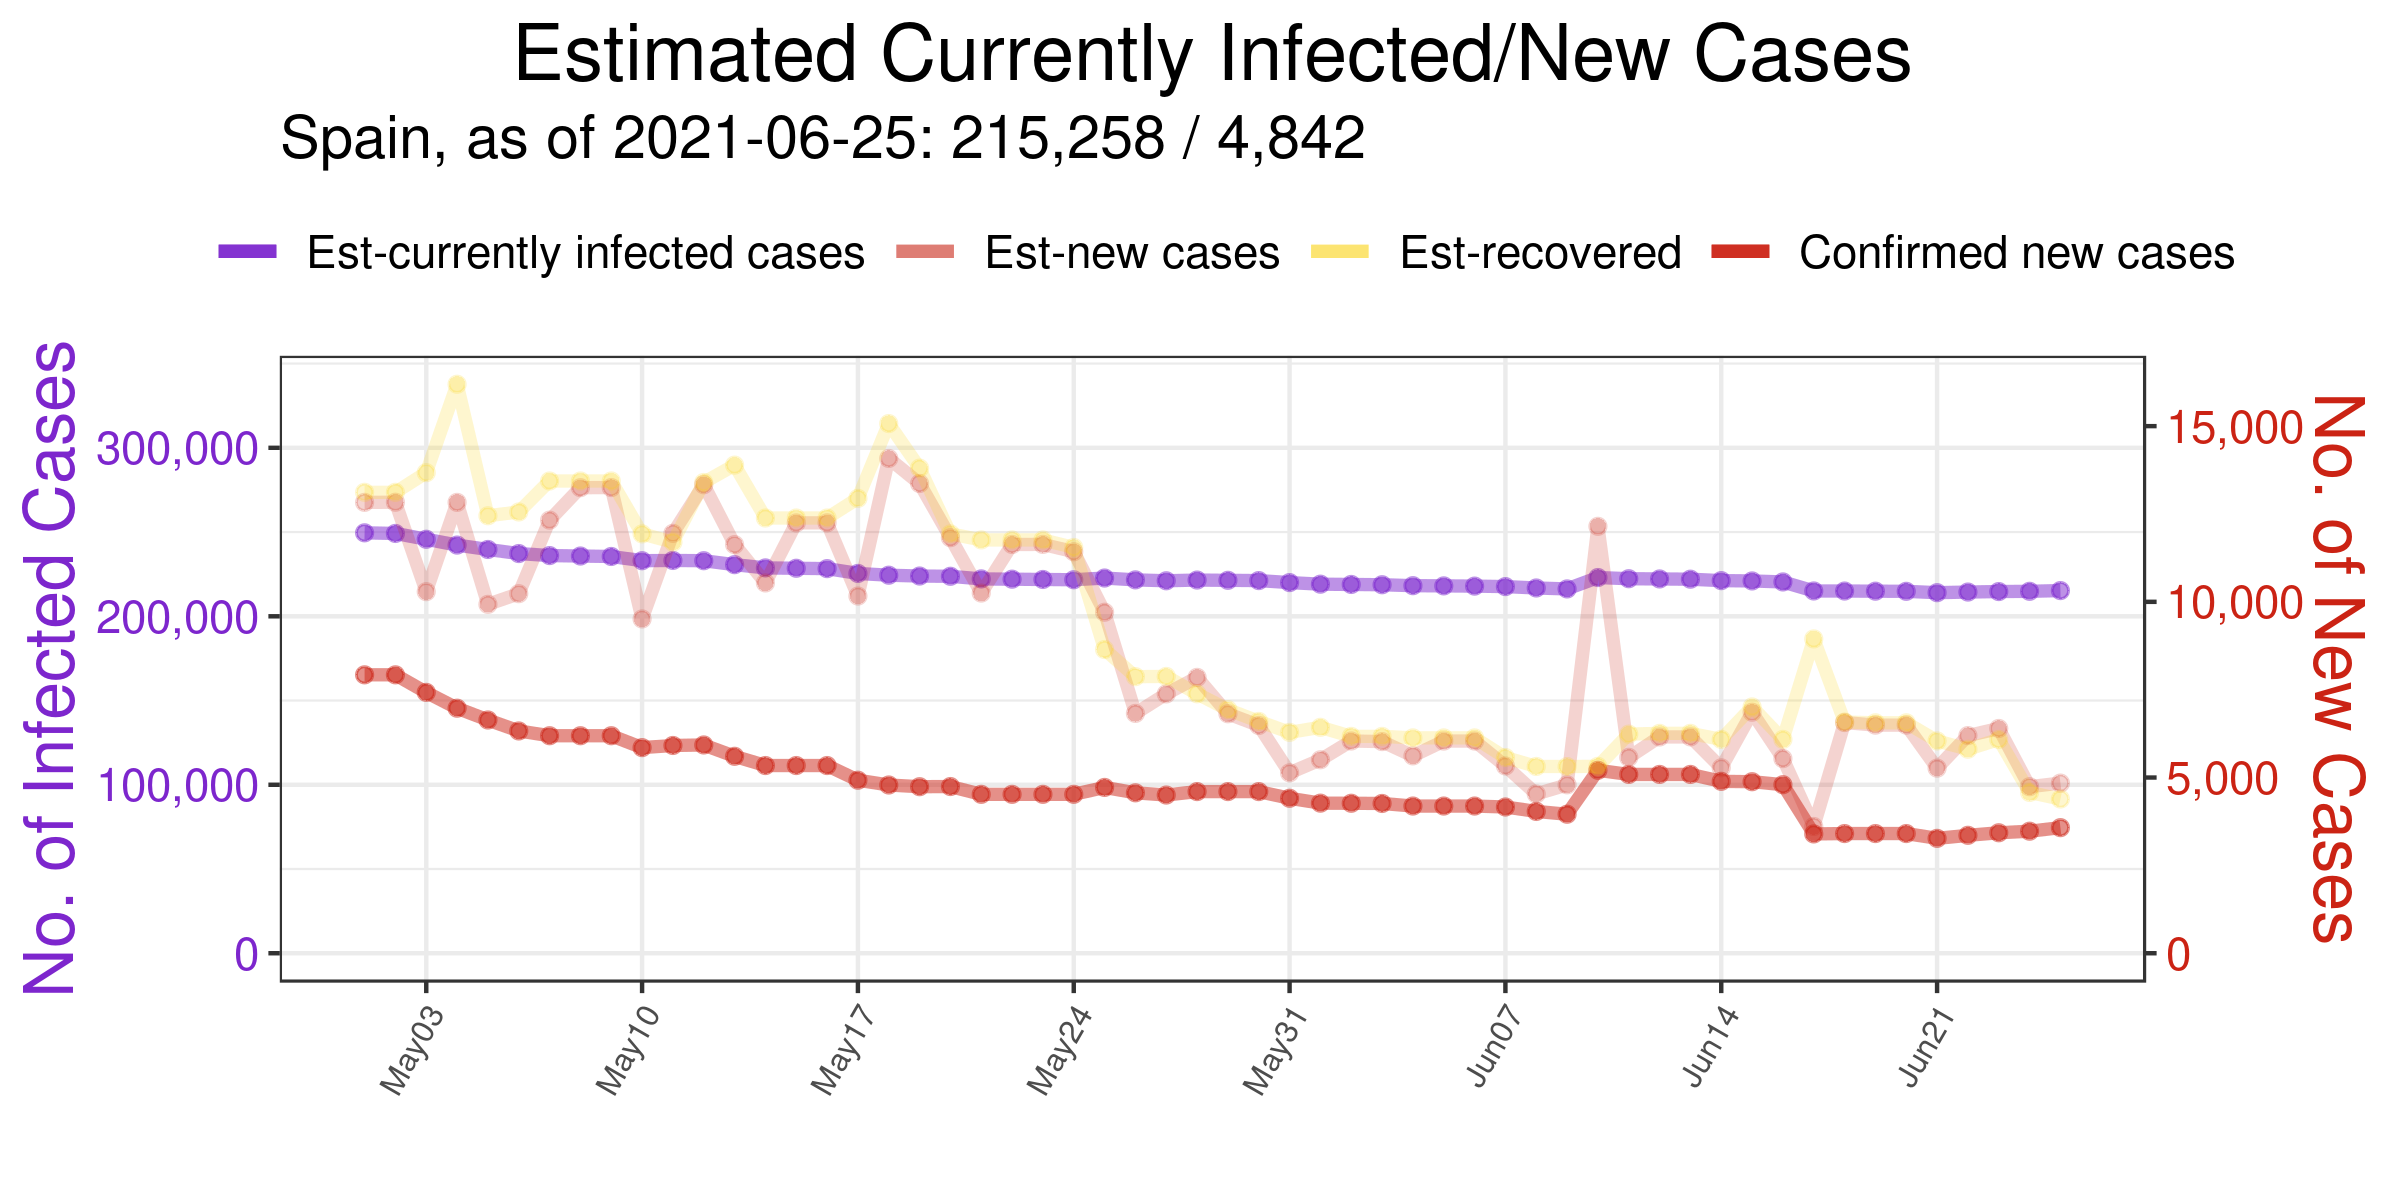 Estimated Currently Infected/New Cases
Spain, as of 2021-06-25: 215,258 / 4,842
Est-currently infected cases Est-new cases Est-recovered Confirmed new cases
No. of Infected Cases
300,000
200,000
100,000
0
15,000
10,000
5,000
0
No. of New Cases
May03 May10 May17 May24 May31 Jun07 Jun14 Jun21